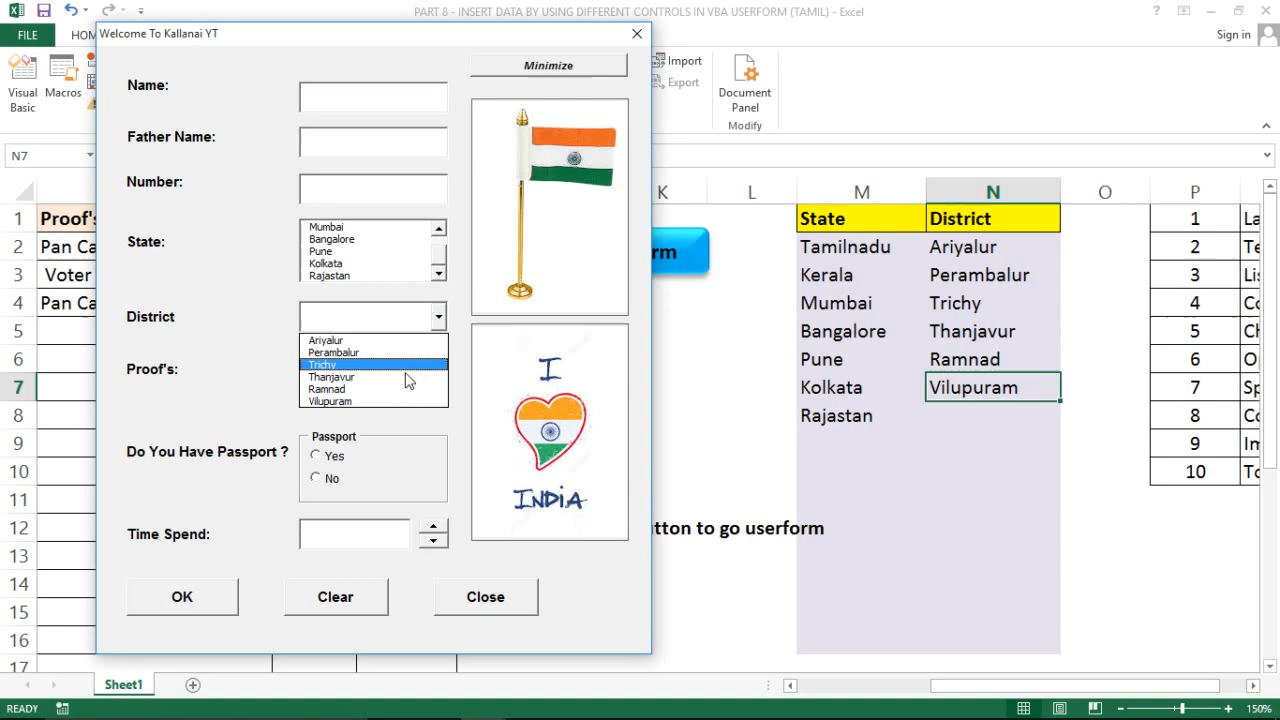 PART 8 - INSERT DATA BY USING DIFFERENT CONTROLS IN VBA USERFORM (TAMIL) - Excel
FILE
HOM
Sign in
Visual Basic
Macros
Import
Export
Document Panel
Modify
N7
Welcome To Kallanai YT
Minimize
Name:
Father Name:
Number:
State:
Mumbai
Bangalore
Pune
Kolkata
Rajastan
District
Ariyalur
Perambalur
Trichy
Thanjavur
Ramnad
Vilupuram
Proof's:
Do You Have Passport ?
Passport
Yes
No
Time Spend:
OK
Clear
Close
I
INDIA
K L M N O P
1 Proof's State District 1 La
2 Pan Ca rm Tamilnadu Ariyalur 2 Te
3 Voter Kerala Perambalur 3 Lis
4 Pan Ca Mumbai Trichy 4 Co
5 Bangalore Thanjavur 5 Ch
6 Pune Ramnad 6 Op
7 Kolkata Vilupuram 7 Sp
8 Rajastan 8 Co
9 9 Im
10 10 To
11
12 tton to go userform
13
14
15
16
17
Sheet1
READY
150%